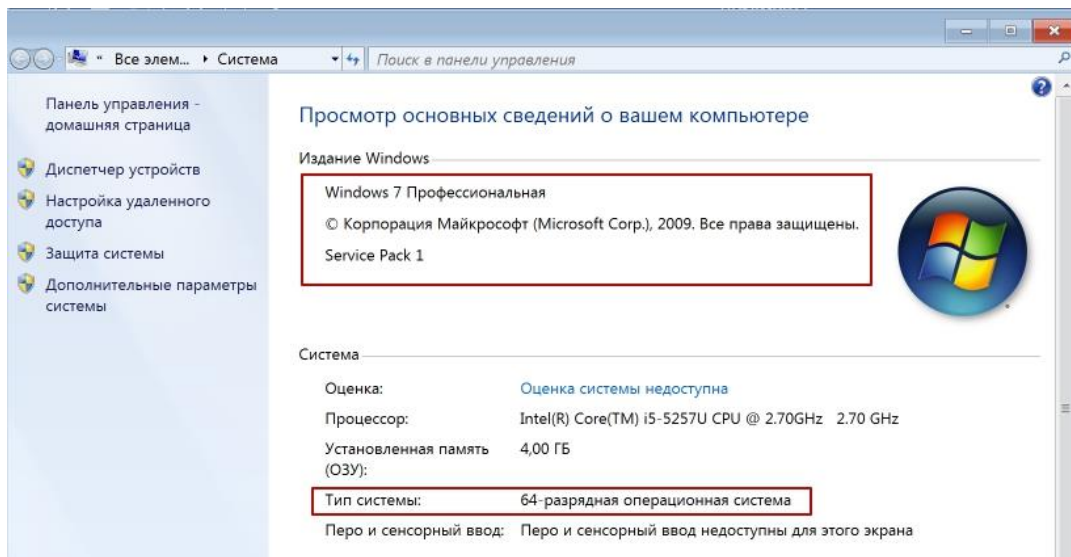 « Все элем... ▸ Система
Поиск в панели управления
Панель управления -
домашняя страница
Диспетчер устройств
Настройка удаленного
доступа
Защита системы
Дополнительные параметры
системы
Просмотр основных сведений о вашем компьютере
Издание Windows
Windows 7 Профессиональная
© Корпорация Майкрософт (Microsoft Corp.), 2009. Все права защищены.
Service Pack 1
Система
Оценка: Оценка системы недоступна
Процессор: Intel(R) Core(TM) i5-5257U CPU @ 2.70GHz 2.70 GHz
Установленная память 4,00 ГБ
(ОЗУ):
Тип системы: 64-разрядная операционная система
Перо и сенсорный ввод: Перо и сенсорный ввод недоступны для этого экрана